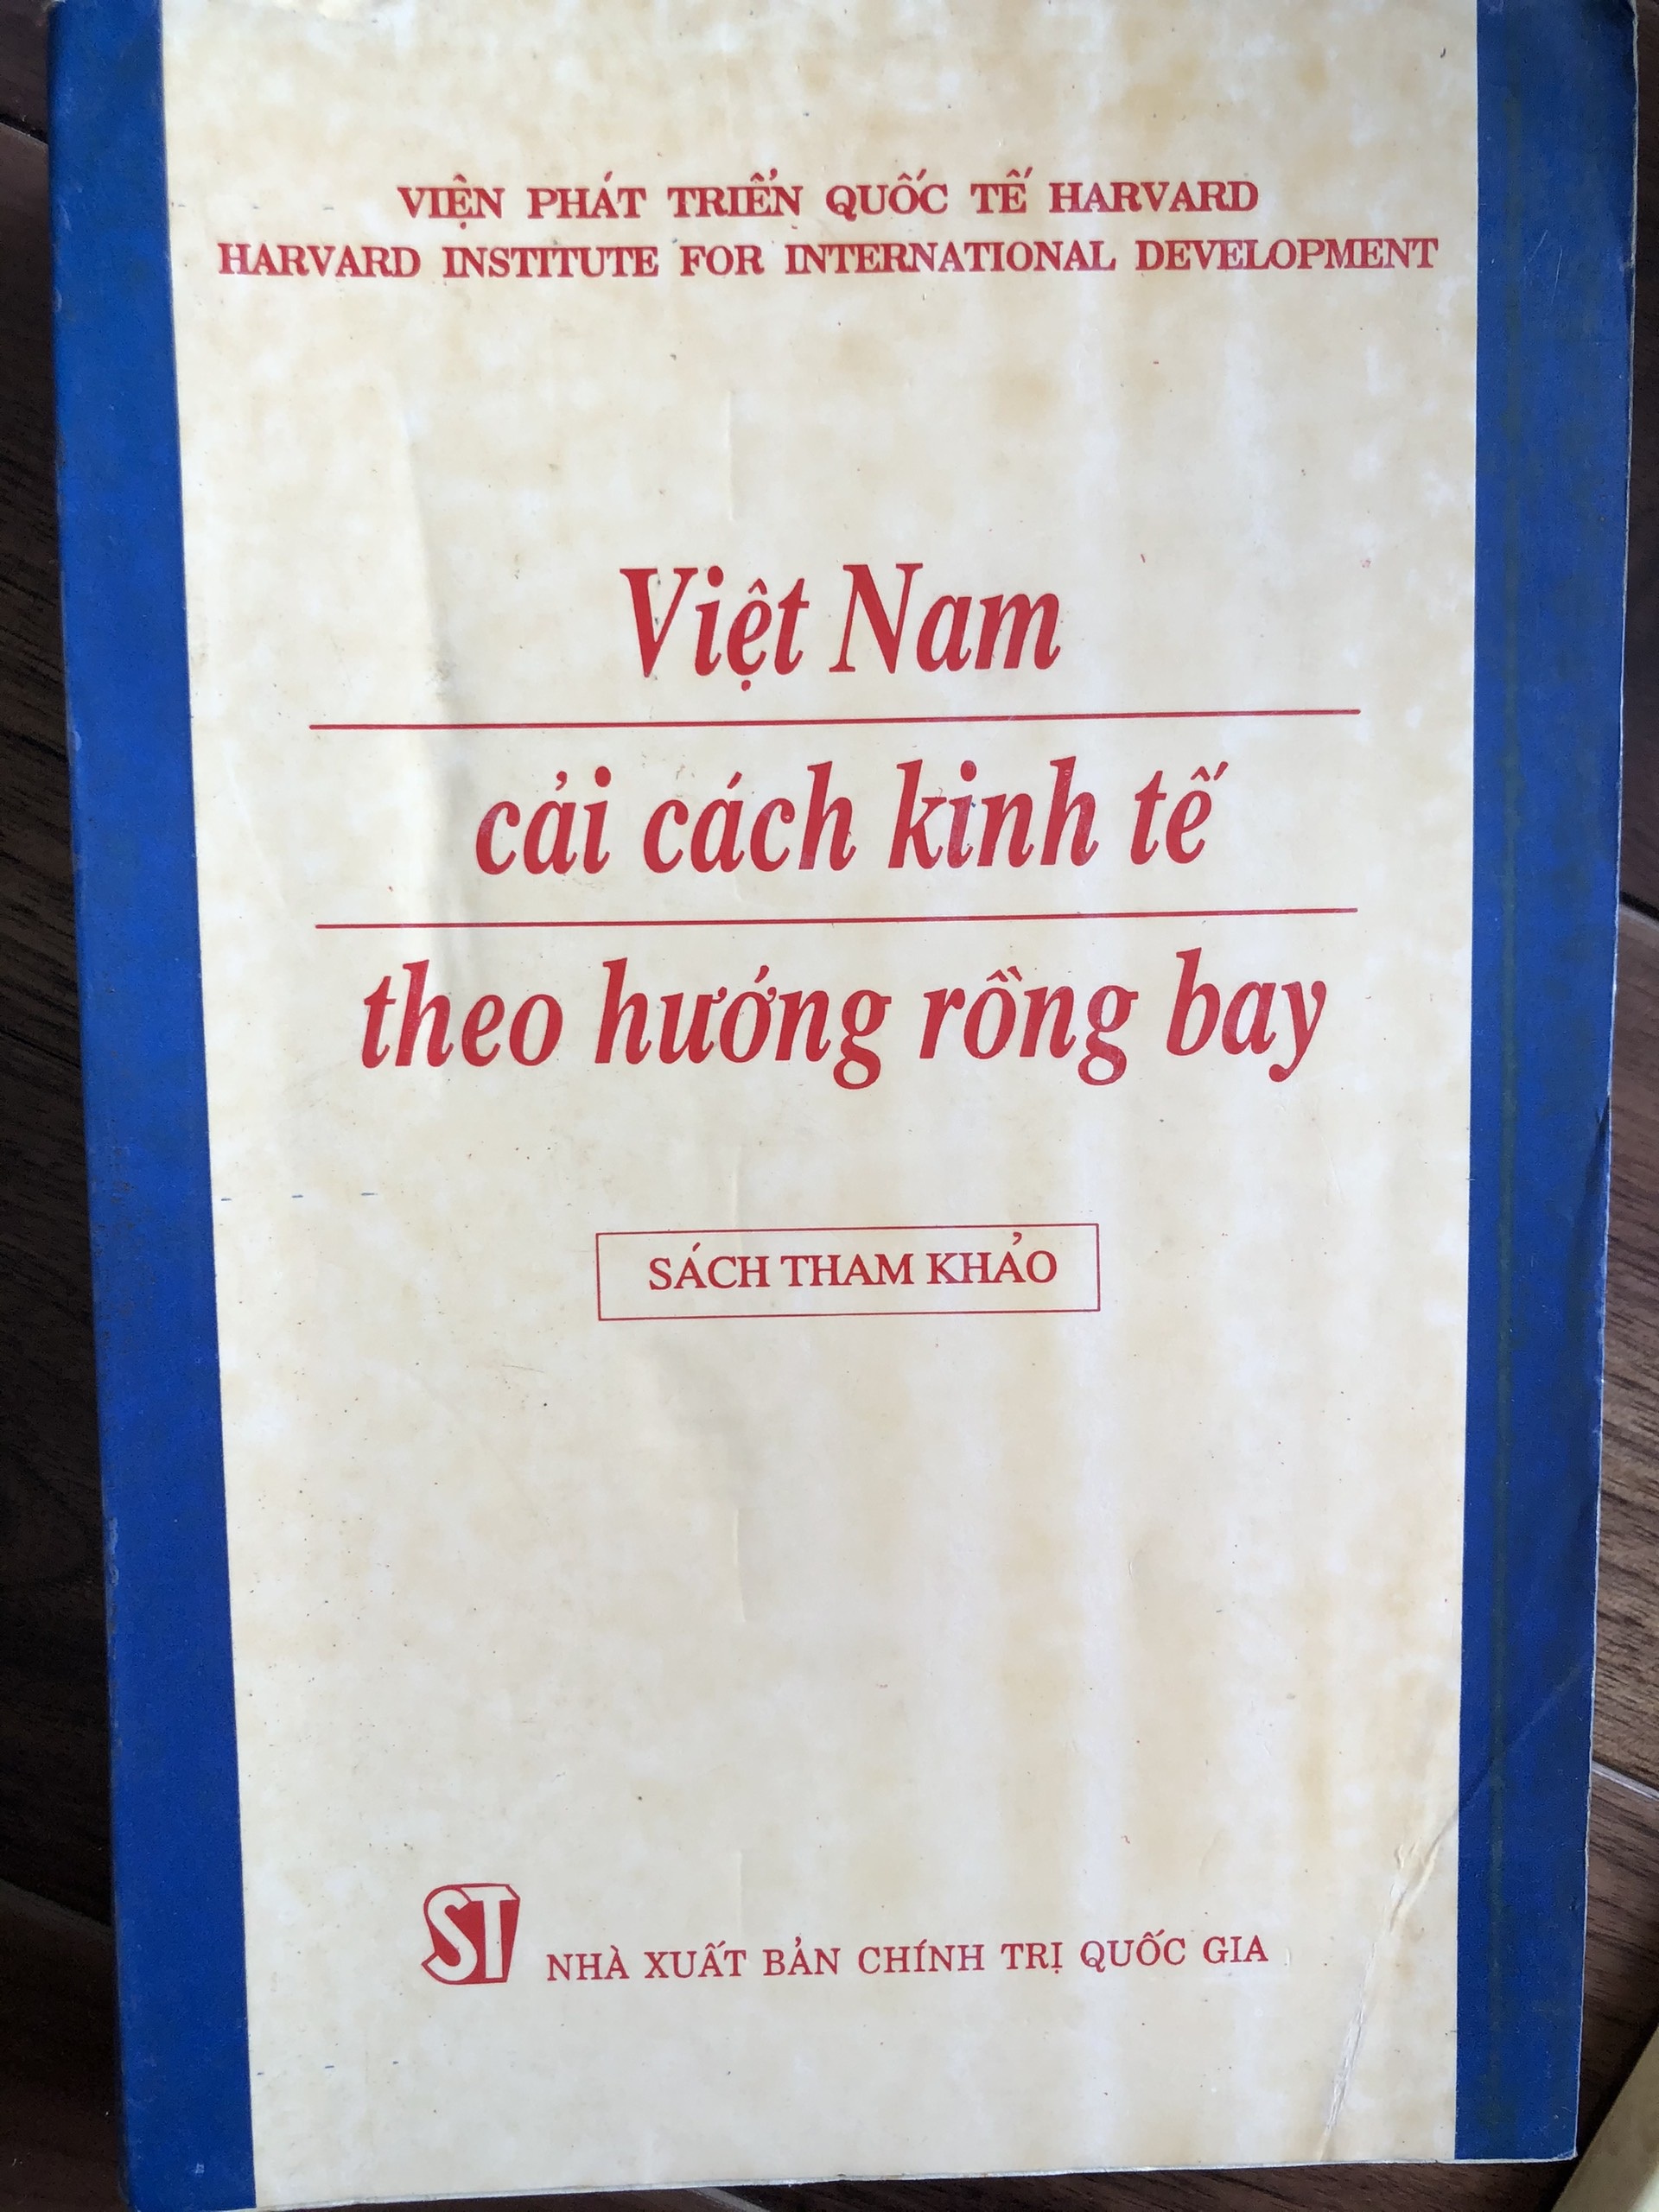 VIỆN PHÁT TRIỂN QUỐC TẾ HARVARD
HARVARD INSTITUTE FOR INTERNATIONAL DEVELOPMENT
Việt Nam
cải cách kinh tế
theo hướng rồng bay
SÁCH THAM KHẢO
ST NHÀ XUẤT BẢN CHÍNH TRỊ QUỐC GIA